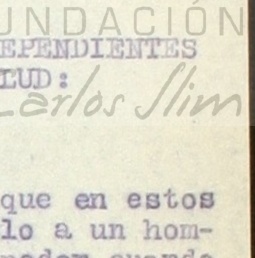 UNDACIÓN
EPENDIENTES
LUD:
Carlos Slim
que en estos
lo a un hom-